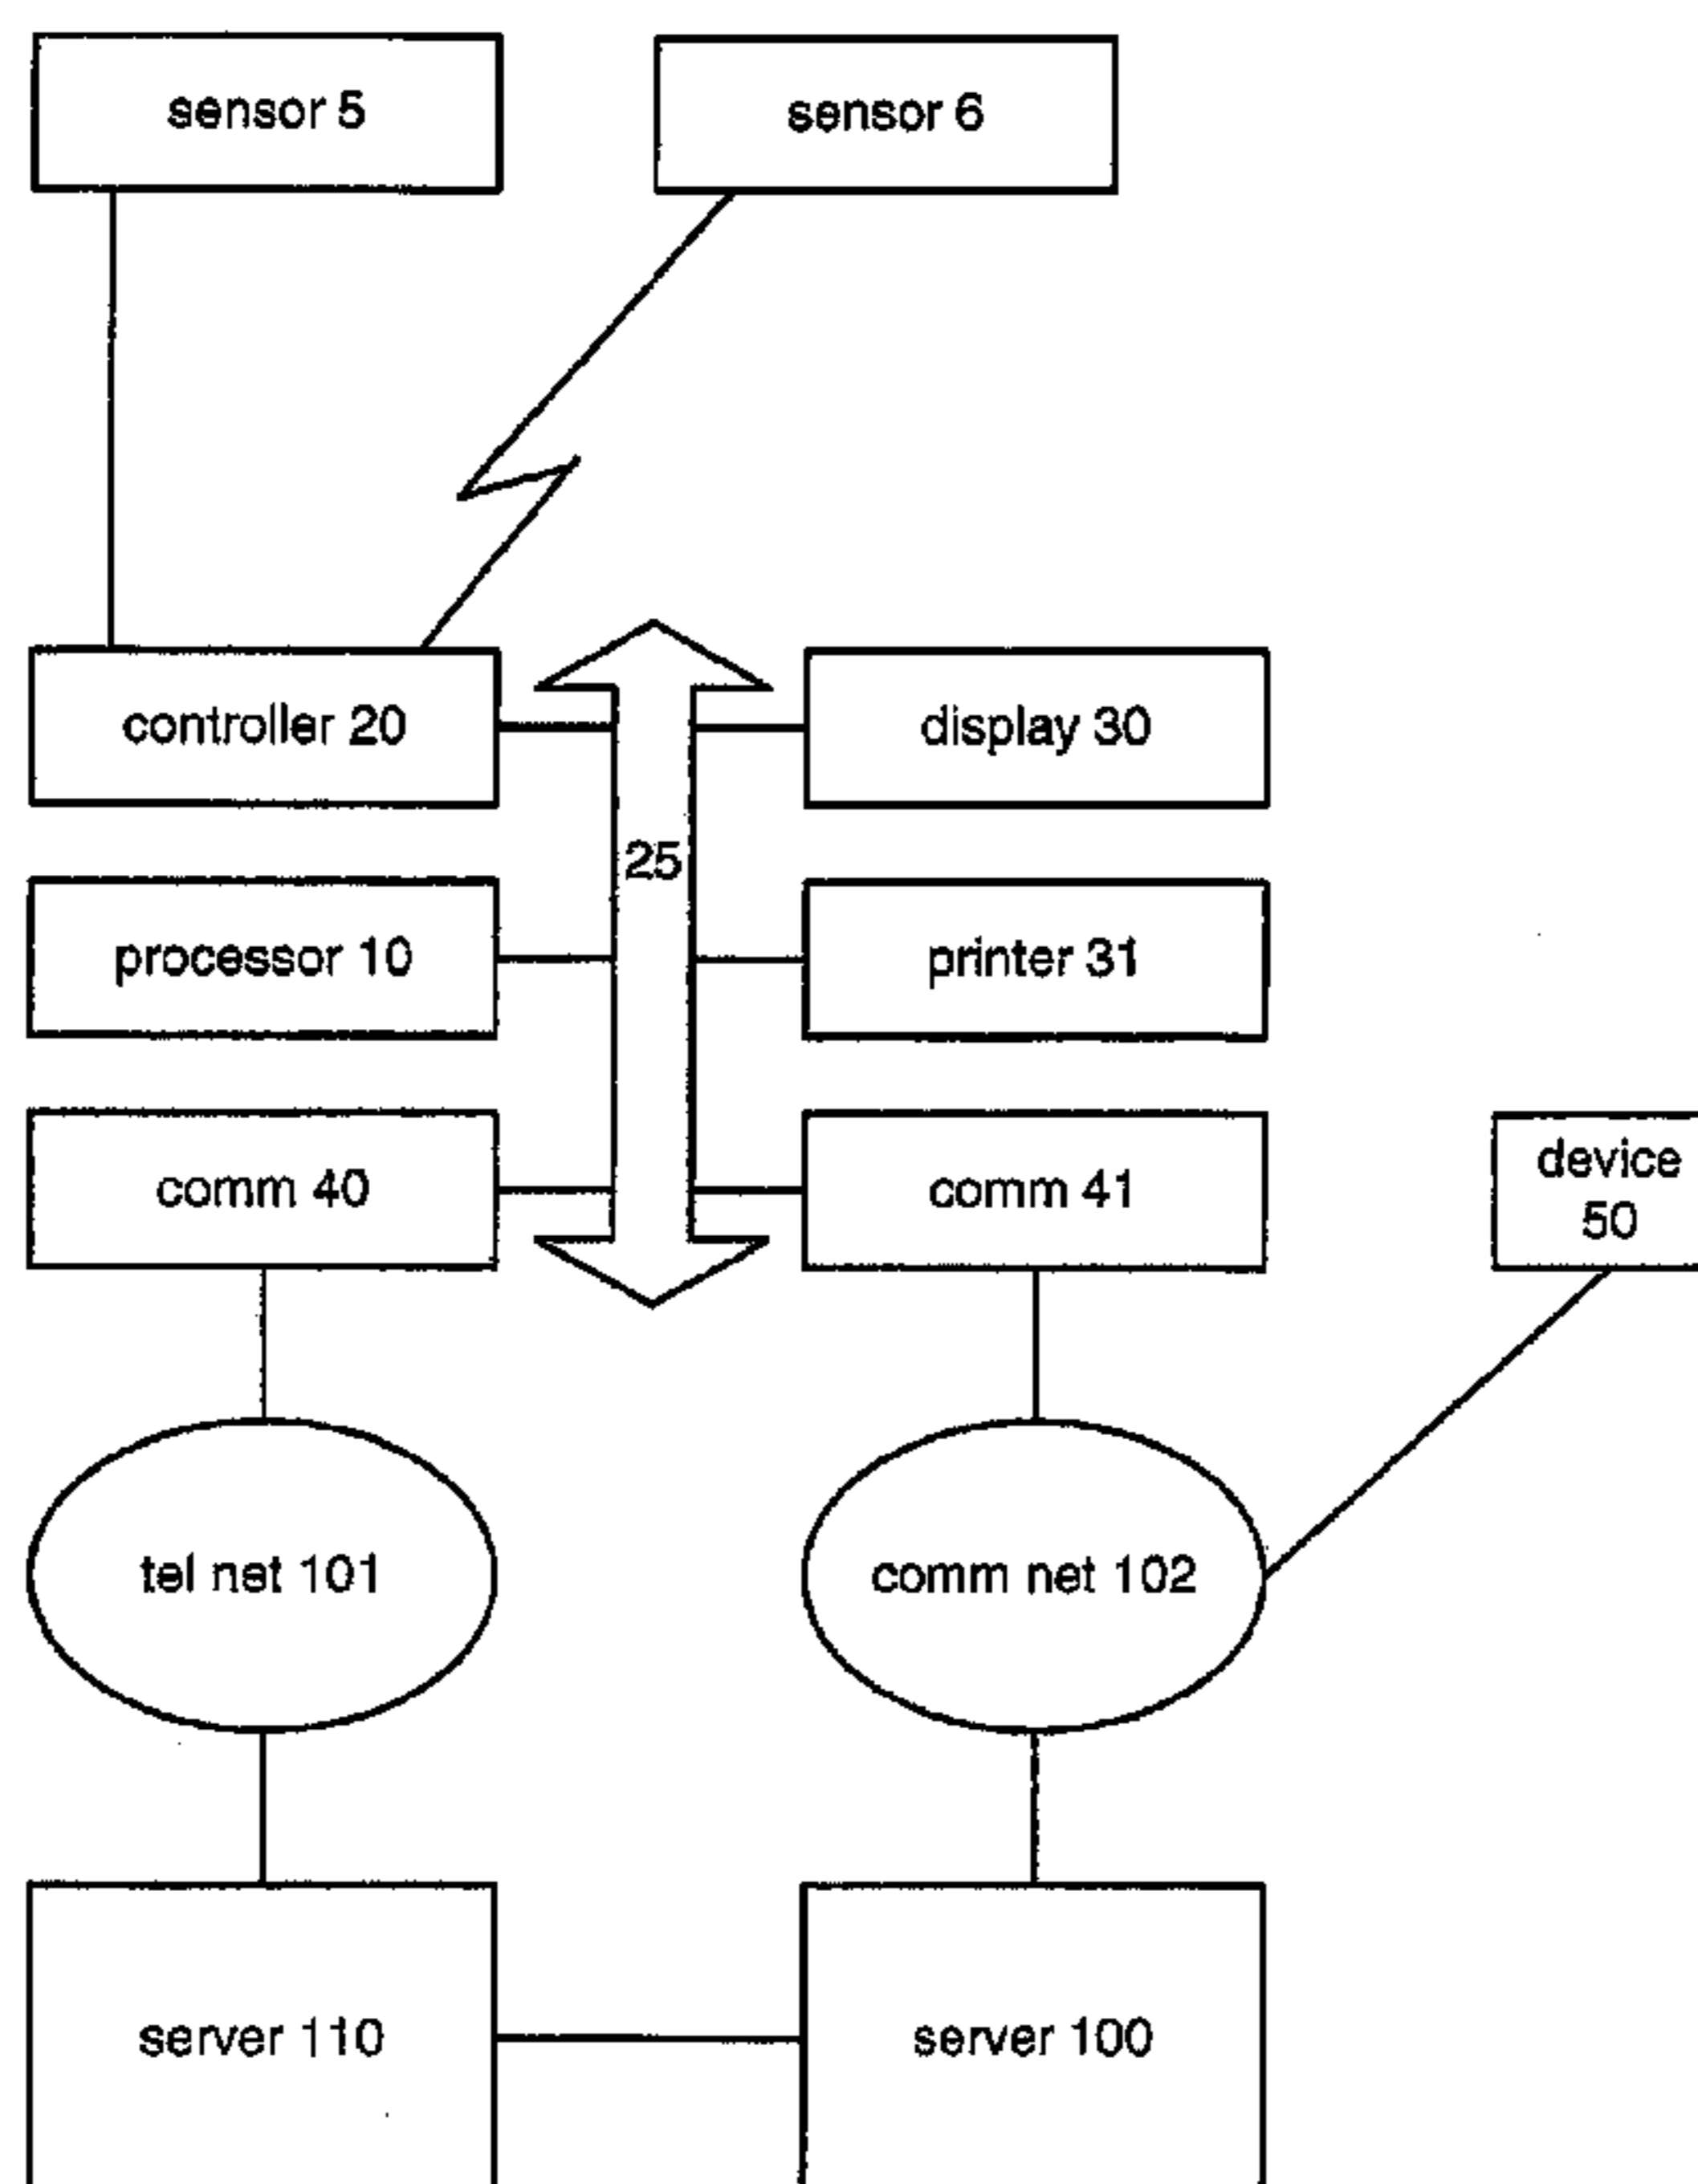 sensor 5
sensor 6
controller 20
display 30
25
processor 10
printer 31
comm 40
comm 41
device
50
tel net 101
comm net 102
server 110
server 100